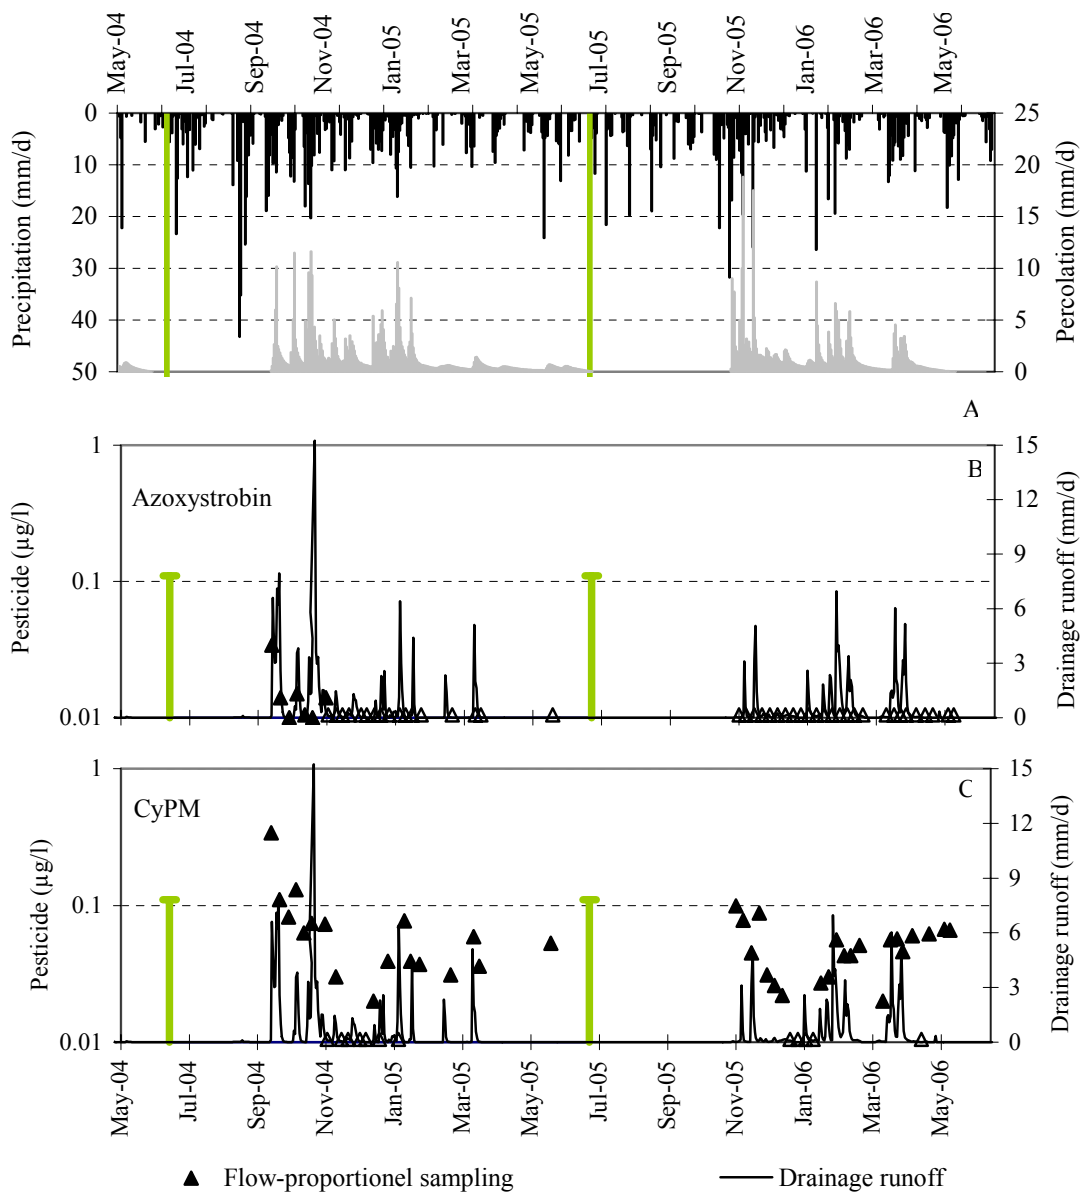 May-04 Jul-04 Sep-04 Nov-04 Jan-05 Mar-05 May-05 Jul-05 Sep-05 Nov-05 Jan-06 Mar-06 May-06
Precipitation (mm/d)
0
10
20
30
40
50
25
20
15
10
5
0
Percolation (mm/d)
A
Pesticide (µg/l)
1
0.1
0.01
Azoxystrobin
B
15
12
9
6
3
0
Drainage runoff (mm/d)
Pesticide (µg/l)
1
0.1
0.01
CyPM
C
15
12
9
6
3
0
Drainage runoff (mm/d)
May-04 Jul-04 Sep-04 Nov-04 Jan-05 Mar-05 May-05 Jul-05 Sep-05 Nov-05 Jan-06 Mar-06 May-06
Flow-proportionel sampling
Drainage runoff